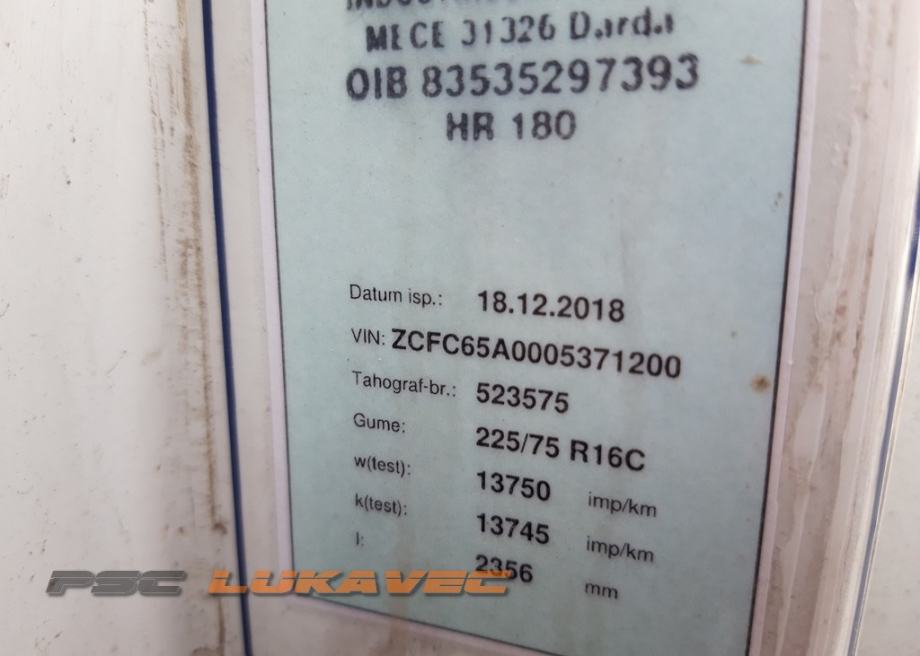 MECE 31326 Darda
OIB 83535297393
HR 180
Datum isp.: 18.12.2018
VIN: ZCFC65A0005371200
Tahograf-br.: 523575
Gume: 225/75 R16C
w(test): 13750 imp/km
k(test): 13745 imp/km
l: 2356 mm
PSC LUKAVEC